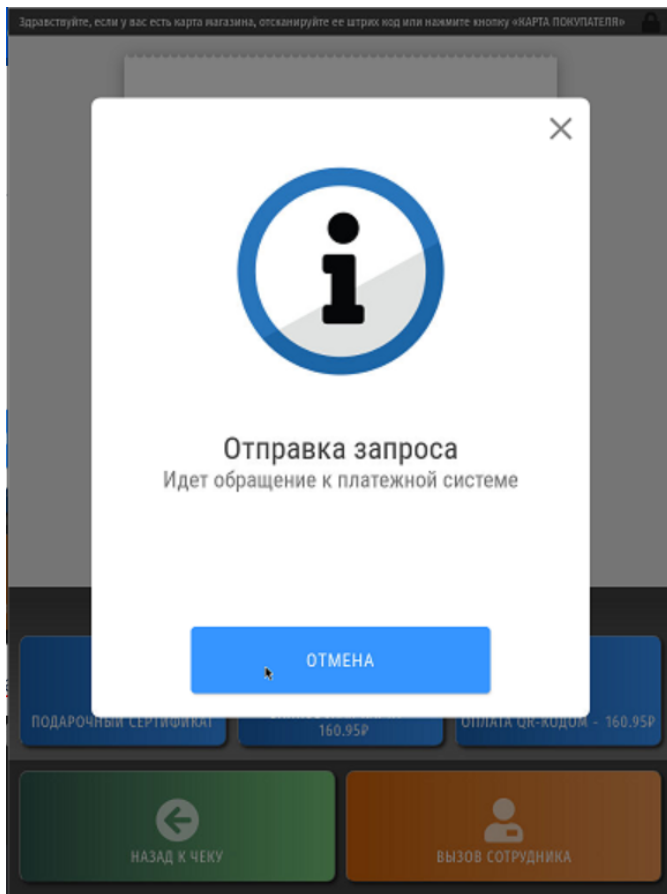 Здравствуйте, если у вас есть карта магазина, отсканируйте ее штрих код или нажмите кнопку «КАРТА ПОКУПАТЕЛЯ»
Отправка запроса
Идет обращение к платежной системе
ОТМЕНА
ПОДАРОЧНЫЙ СЕРТИФИКАТ
160.95₽
ОПЛАТА QR-КОДОМ - 160.95₽
НАЗАД К ЧЕКУ
ВЫЗОВ СОТРУДНИКА